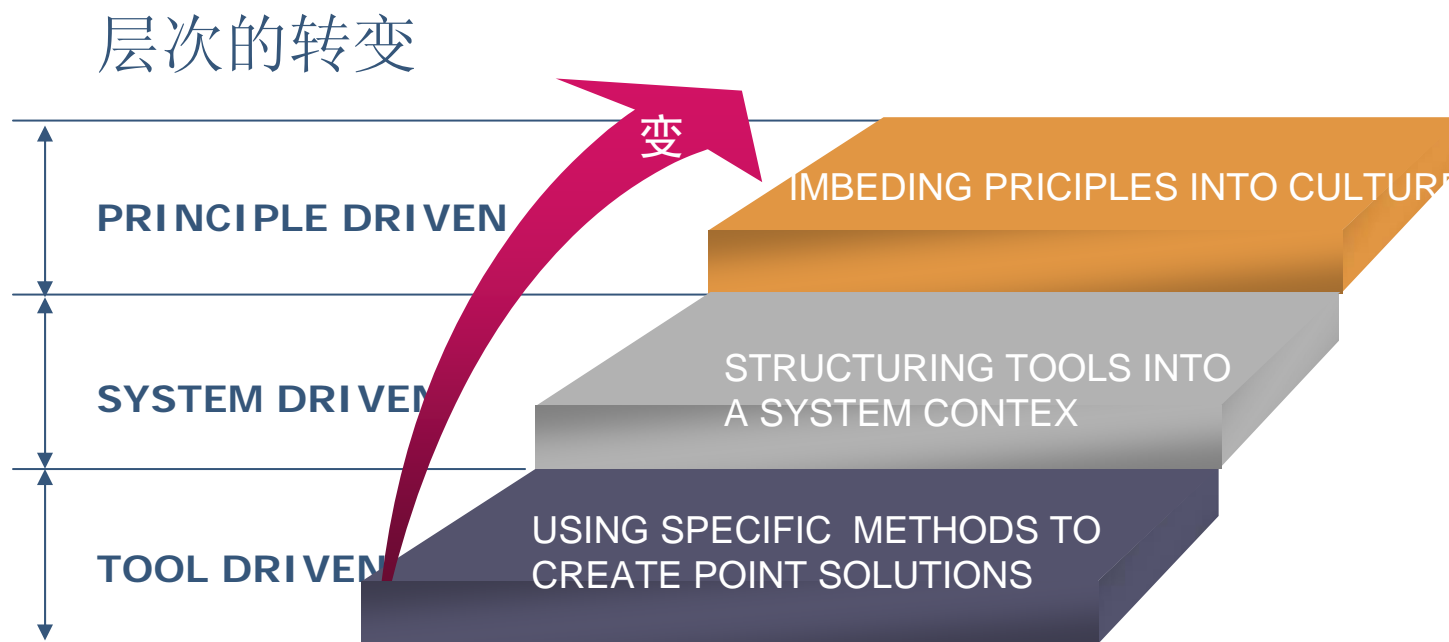 层次的转变
变
PRINCIPLE DRIVEN
IMBEDING PRICIPLES INTO CULTURE
SYSTEM DRIVEN
STRUCTURING TOOLS INTO
A SYSTEM CONTEX
TOOL DRIVEN
USING SPECIFIC METHODS TO
CREATE POINT SOLUTIONS